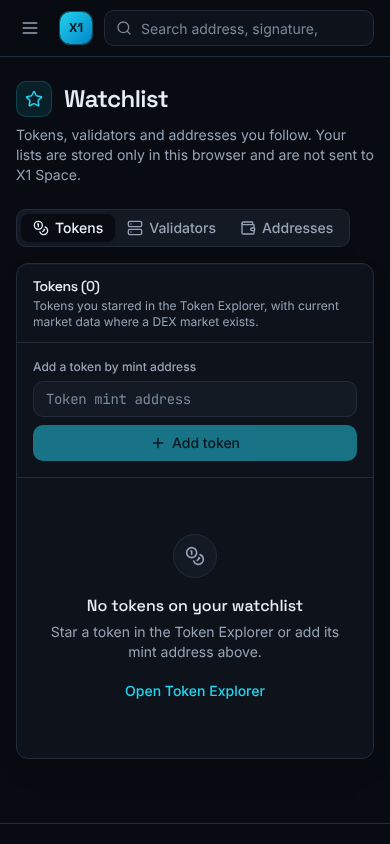 X1
Search address, signature,
Watchlist
Tokens, validators and addresses you follow. Your
lists are stored only in this browser and are not sent to
X1 Space.
Tokens
Validators
Addresses
Tokens (0)
Tokens you starred in the Token Explorer, with current
market data where a DEX market exists.
Add a token by mint address
Token mint address
Add token
No tokens on your watchlist
Star a token in the Token Explorer or add its
mint address above.
Open Token Explorer